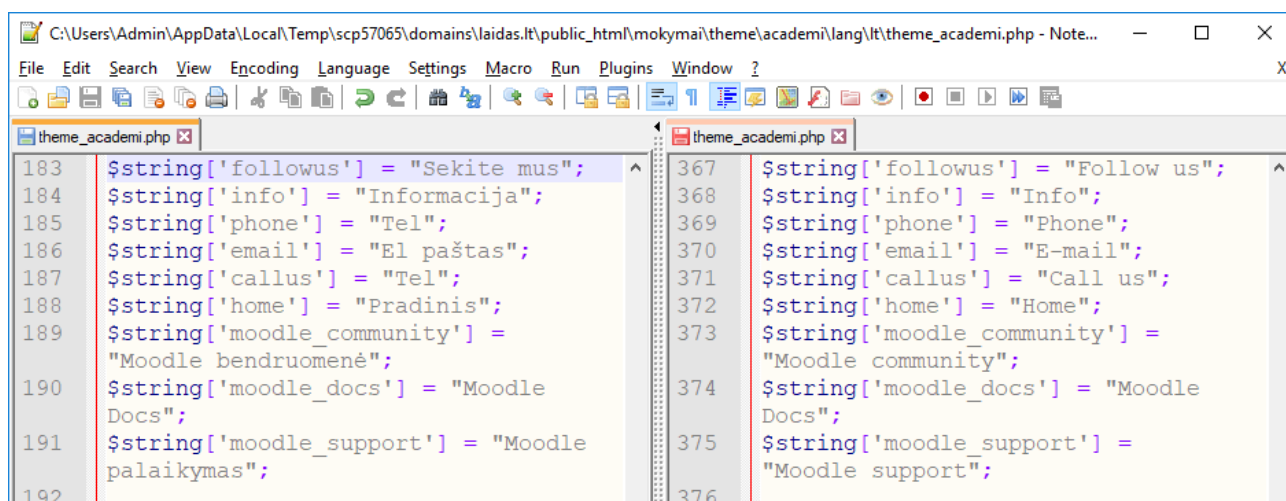 C:\Users\Admin\AppData\Local\Temp\scp57065\domains\laidas.lt\public_html\mokymai\theme\academi\lang\lt\theme_academi.php - Note...
File Edit Search View Encoding Language Settings Macro Run Plugins Window ? X
theme_academi.php
183 $string['followus'] = "Sekite mus";
184 $string['info'] = "Informacija";
185 $string['phone'] = "Tel";
186 $string['email'] = "El paštas";
187 $string['callus'] = "Tel";
188 $string['home'] = "Pradinis";
189 $string['moodle_community'] =
"Moodle bendruomenė";
190 $string['moodle_docs'] = "Moodle
Docs";
191 $string['moodle_support'] = "Moodle
palaikymas";
192
theme_academi.php
367 $string['followus'] = "Follow us";
368 $string['info'] = "Info";
369 $string['phone'] = "Phone";
370 $string['email'] = "E-mail";
371 $string['callus'] = "Call us";
372 $string['home'] = "Home";
373 $string['moodle_community'] =
"Moodle community";
374 $string['moodle_docs'] = "Moodle
Docs";
375 $string['moodle_support'] =
"Moodle support";
376